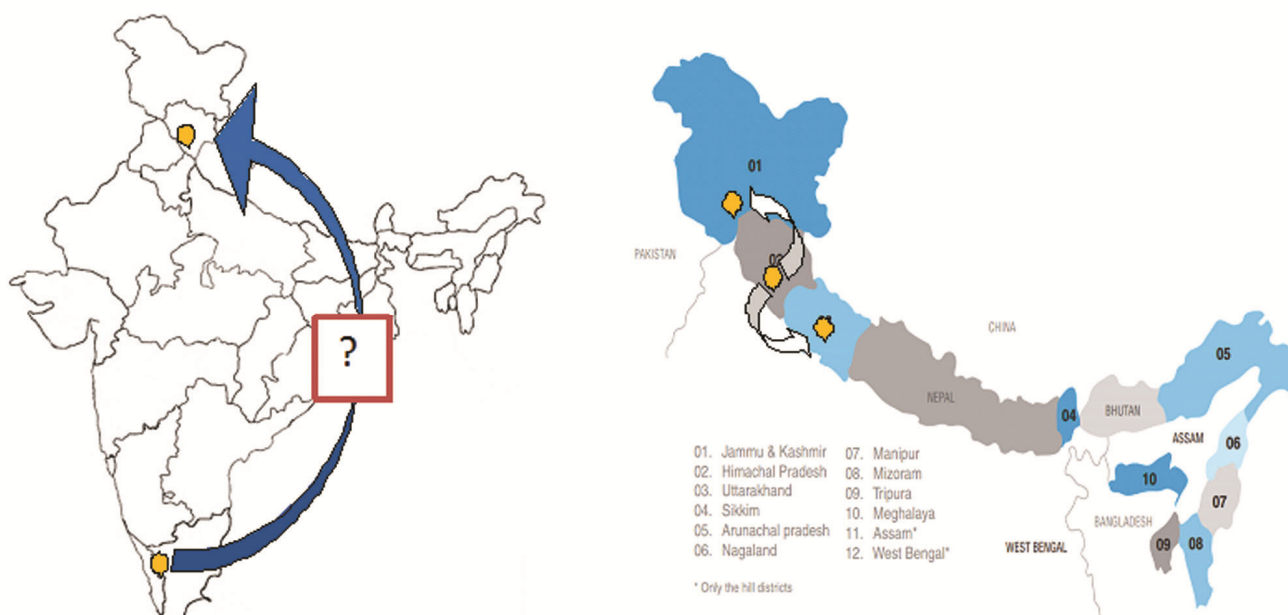 ?
01
02
PAKISTAN
CHINA
05
NEPAL
04
BHUTAN
ASSAM
06
10
07
BANGLADESH
WEST BENGAL
09
08
01. Jammu & Kashmir
02. Himachal Pradesh
03. Uttarakhand
04. Sikkim
05. Arunachal pradesh
06. Nagaland
07. Manipur
08. Mizoram
09. Tripura
10. Meghalaya
11. Assam*
12. West Bengal*
* Only the hill districts